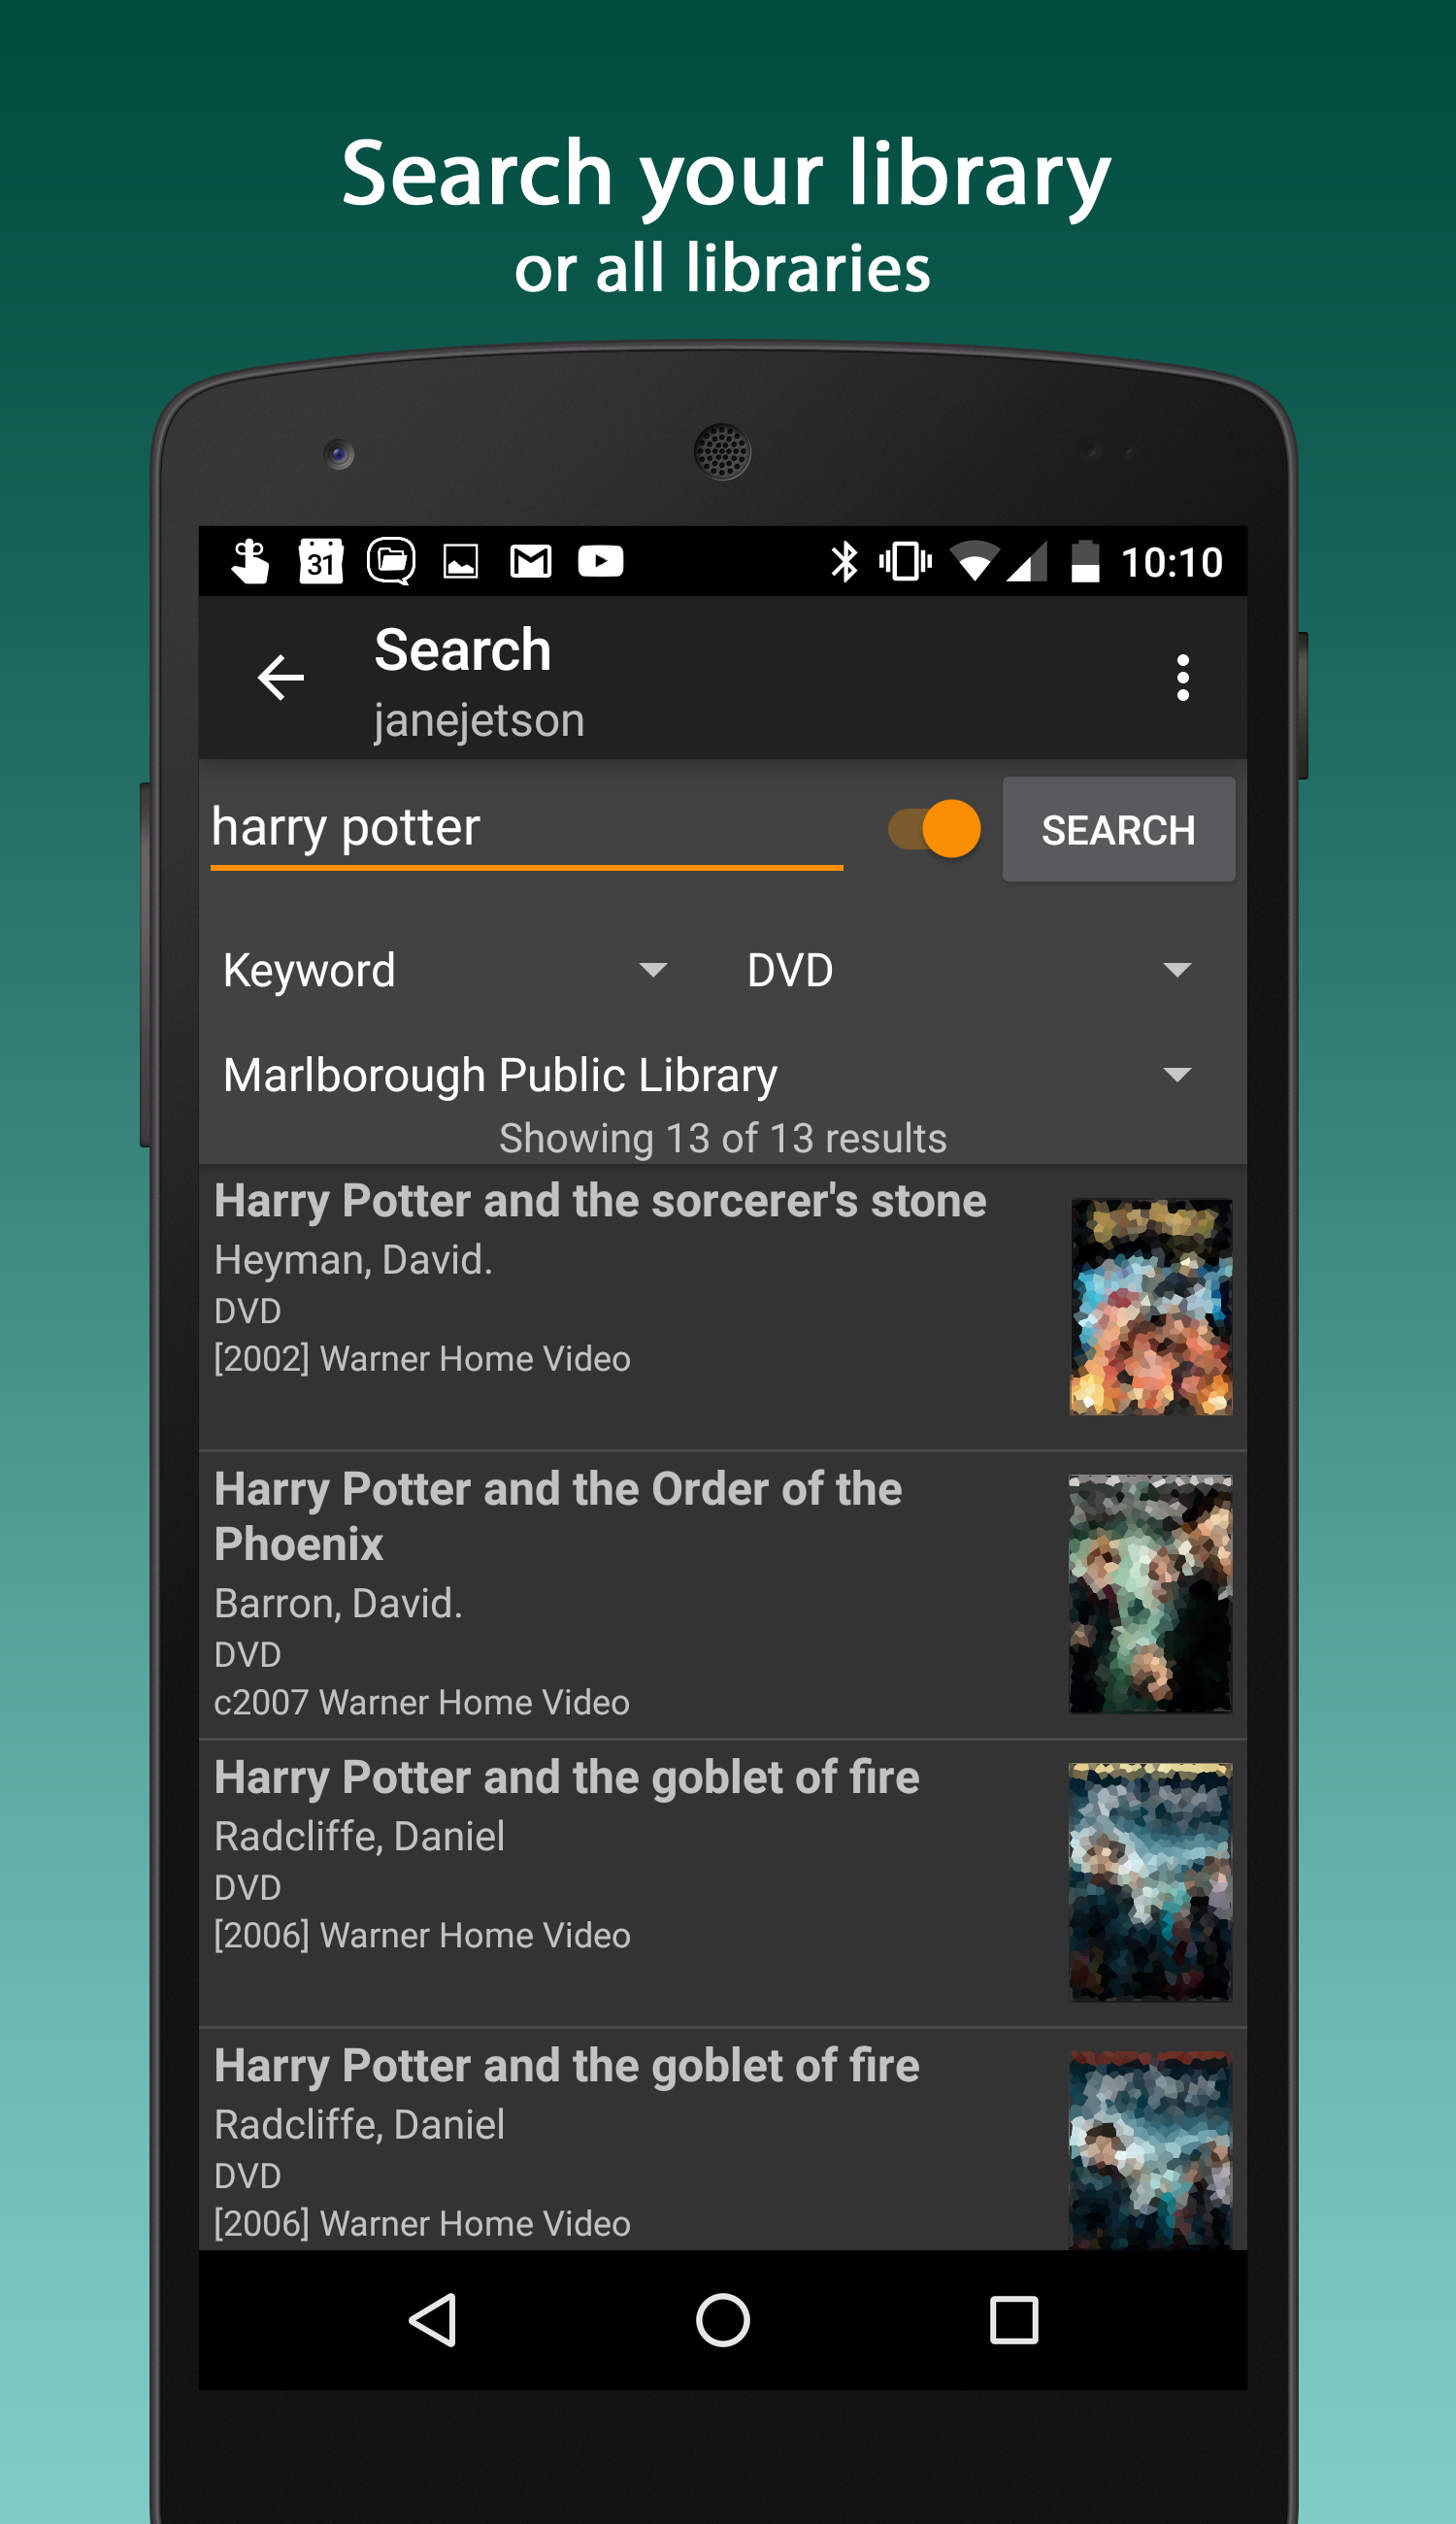 Search your library
or all libraries
31
10:10
Search
janejetson
harry potter
SEARCH
Keyword
DVD
Marlborough Public Library
Showing 13 of 13 results
Harry Potter and the sorcerer's stone
Heyman, David.
DVD
[2002] Warner Home Video
Harry Potter and the Order of the
Phoenix
Barron, David.
DVD
c2007 Warner Home Video
Harry Potter and the goblet of fire
Radcliffe, Daniel
DVD
[2006] Warner Home Video
Harry Potter and the goblet of fire
Radcliffe, Daniel
DVD
[2006] Warner Home Video